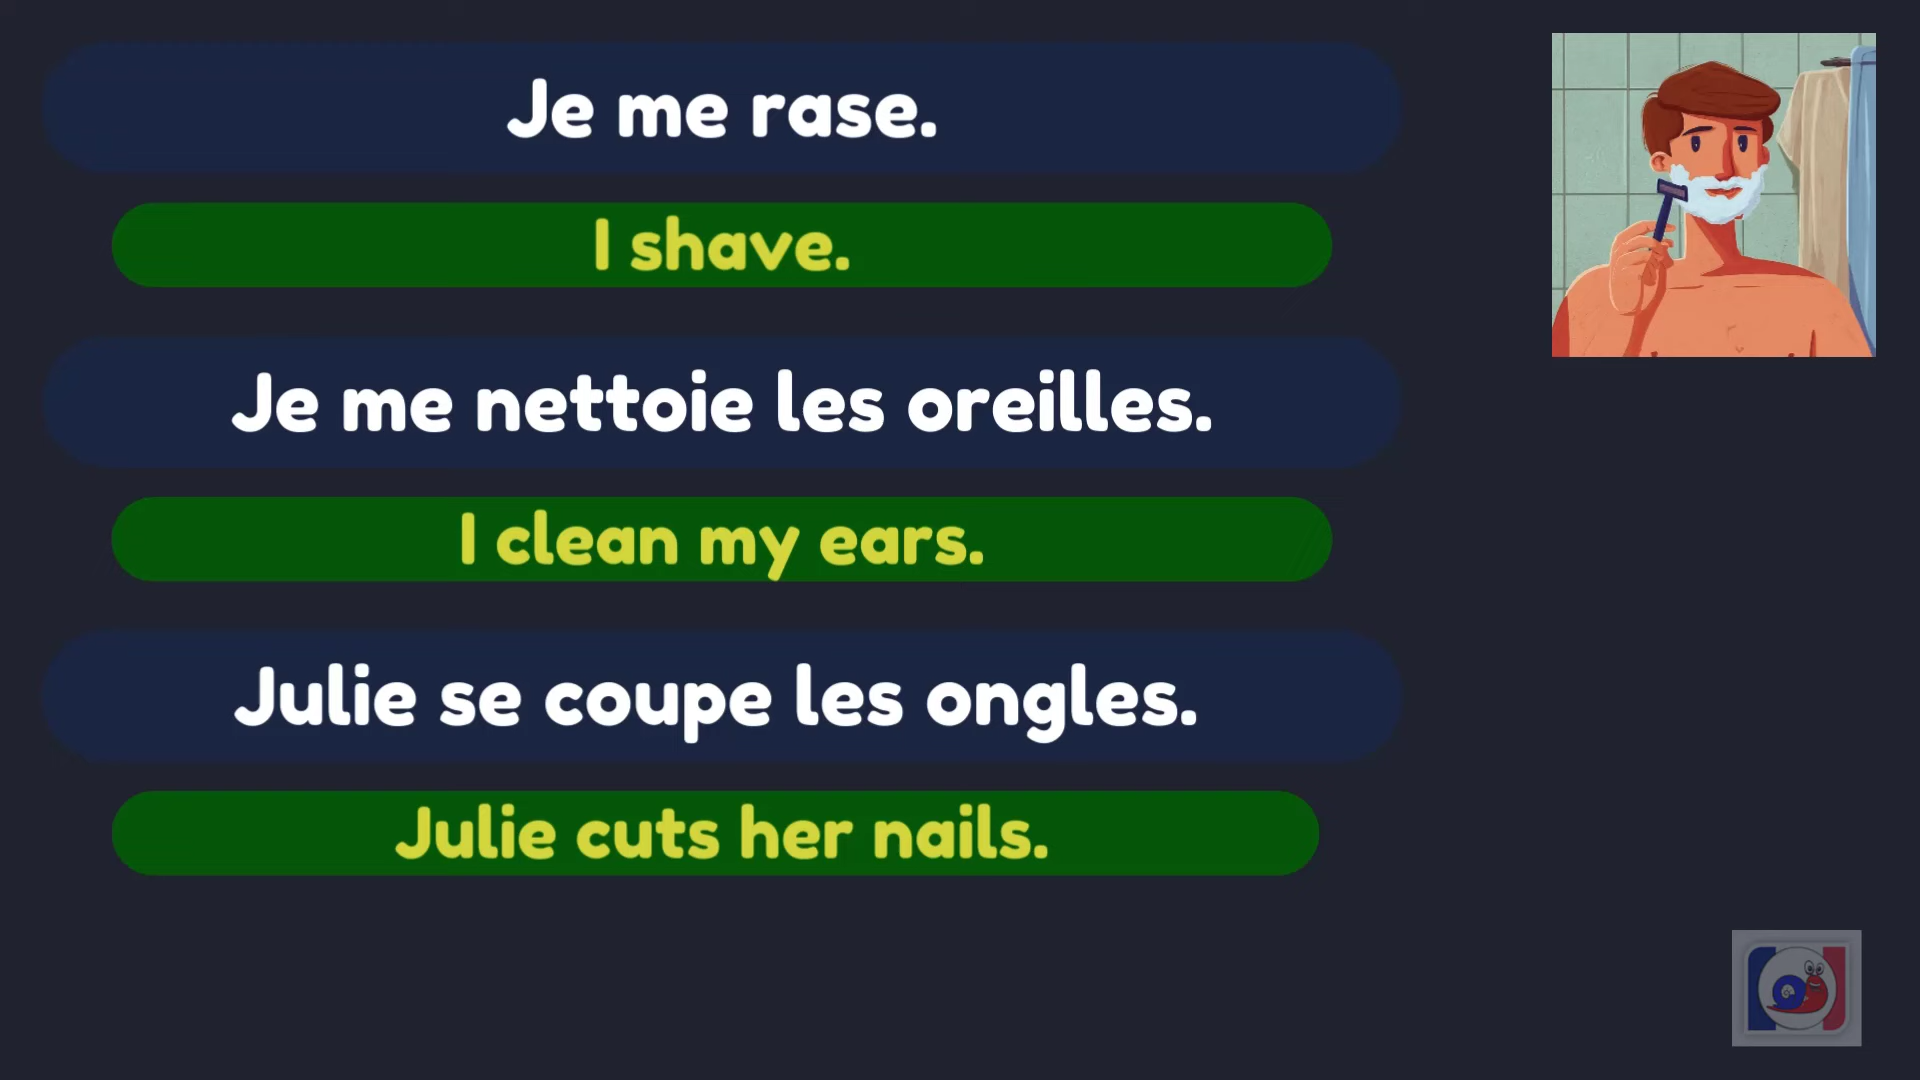 Je me rase.
I shave.
Je me nettoie les oreilles.
I clean my ears.
Julie se coupe les ongles.
Julie cuts her nails.